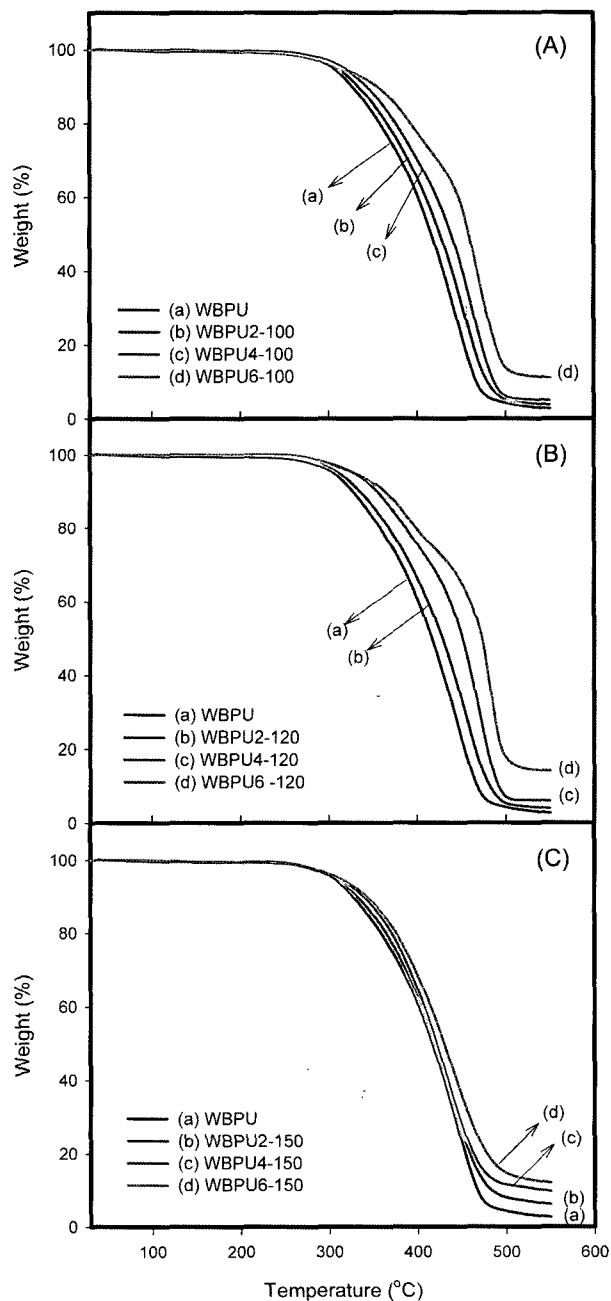 (A)
100
80
60
40
20
0
Weight (%)
(a)
(b)
(c)
(d)
(a) WBPU
(b) WBPU2-100
(c) WBPU4-100
(d) WBPU6-100
(B)
100
80
60
40
20
0
Weight (%)
(a)
(b)
(d)
(c)
(a) WBPU
(b) WBPU2-120
(c) WBPU4-120
(d) WBPU6 -120
(C)
100
80
60
40
20
0
Weight (%)
(d)
(c)
(b)
(a)
(a) WBPU
(b) WBPU2-150
(c) WBPU4-150
(d) WBPU6-150
100 200 300 400 500 600
Temperature (°C)